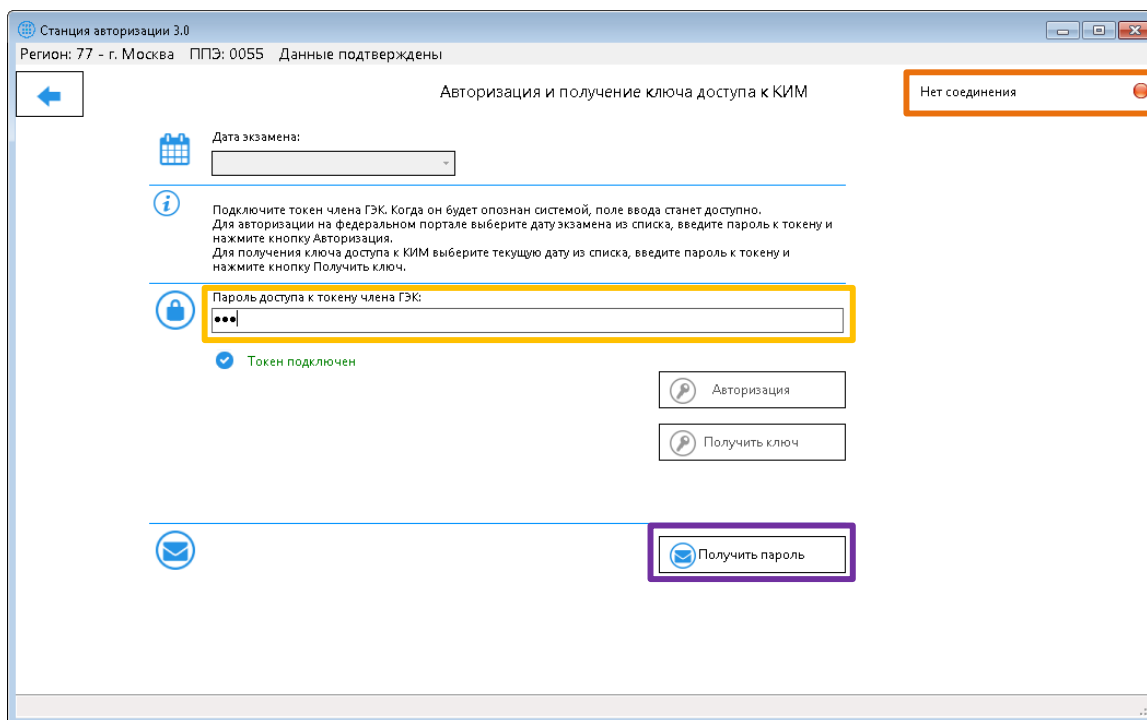 Станция авторизации 3.0
Регион: 77 - г. Москва ППЭ: 0055 Данные подтверждены
Авторизация и получение ключа доступа к КИМ
Нет соединения
Дата экзамена:
Подключите токен члена ГЭК. Когда он будет опознан системой, поле ввода станет доступно.
Для авторизации на федеральном портале выберите дату экзамена из списка, введите пароль к токену и
нажмите кнопку Авторизация.
Для получения ключа доступа к КИМ выберите текущую дату из списка, введите пароль к токену и
нажмите кнопку Получить ключ.
Пароль доступа к токену члена ГЭК:
•••
Токен подключен
Авторизация
Получить ключ
Получить пароль